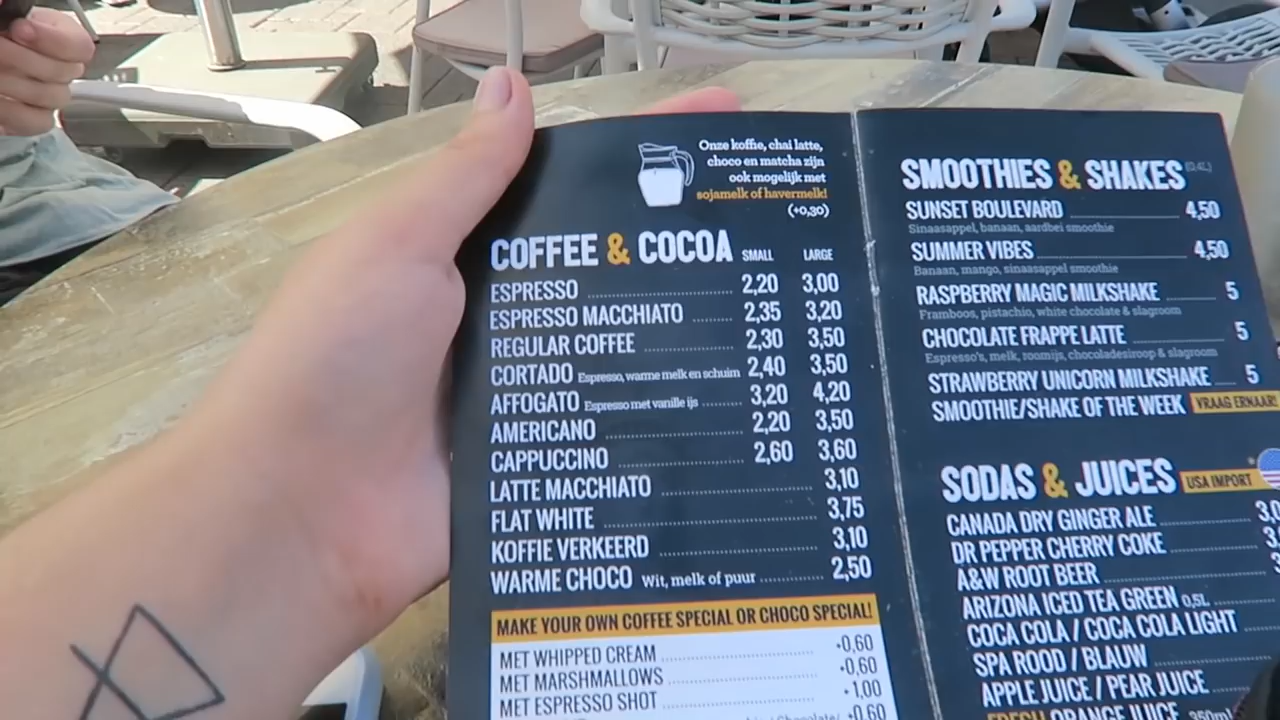 Onze koffie, chai latte,
choco en matcha zijn
ook mogelijk met
sojamelk of havermelk!
(+0,30)
COFFEE & COCOA SMALL LARGE
ESPRESSO 2,20 3,00
ESPRESSO MACCHIATO 2,35 3,20
REGULAR COFFEE 2,30 3,50
CORTADO Espresso, warme melk en schuim 2,40 3,50
AFFOGATO Espresso met vanille ijs 3,20 4,20
AMERICANO 2,20 3,50
CAPPUCCINO 2,60 3,60
LATTE MACCHIATO 3,10
FLAT WHITE 3,75
KOFFIE VERKEERD 3,10
WARME CHOCO Wit, melk of puur 2,50
MAKE YOUR OWN COFFEE SPECIAL OR CHOCO SPECIAL!
MET WHIPPED CREAM +0,60
MET MARSHMALLOWS +0,60
MET ESPRESSO SHOT +1,00
+0,60
SMOOTHIES & SHAKES (0.4L)
SUNSET BOULEVARD 4,50
Sinaasappel, banaan, aardbei smoothie
SUMMER VIBES 4,50
Banaan, mango, sinaasappel smoothie
RASPBERRY MAGIC MILKSHAKE 5
Framboos, pistachio, white chocolate & slagroom
CHOCOLATE FRAPPE LATTE 5
Espresso's, melk, roomijs, chocoladesiroop & slagroom
STRAWBERRY UNICORN MILKSHAKE 5
SMOOTHIE/SHAKE OF THE WEEK VRAAG ERNAAR!
SODAS & JUICES USA IMPORT
CANADA DRY GINGER ALE
DR PEPPER CHERRY COKE
A&W ROOT BEER
ARIZONA ICED TEA GREEN 0,5L
COCA COLA / COCA COLA LIGHT
SPA ROOD / BLAUW
APPLE JUICE / PEAR JUICE
FRESH ORANGE JUICE